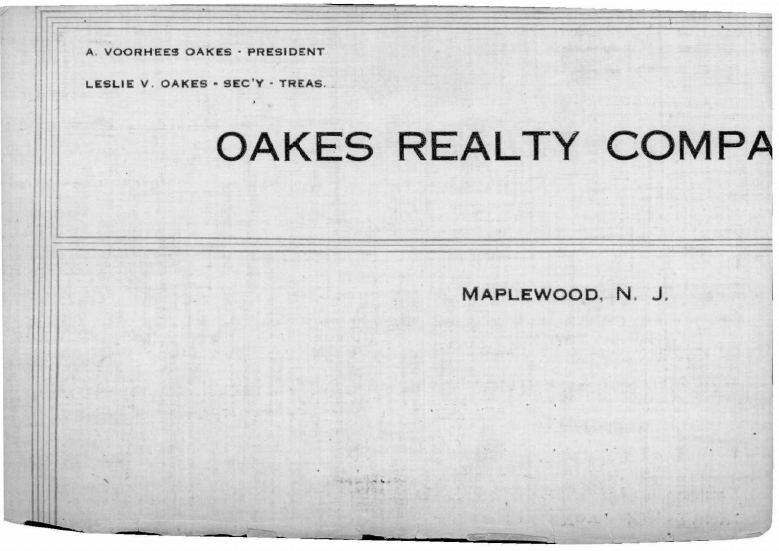 A. VOORHEES OAKES - PRESIDENT
LESLIE V. OAKES - SEC'Y - TREAS.
OAKES REALTY COMPA
MAPLEWOOD, N. J.